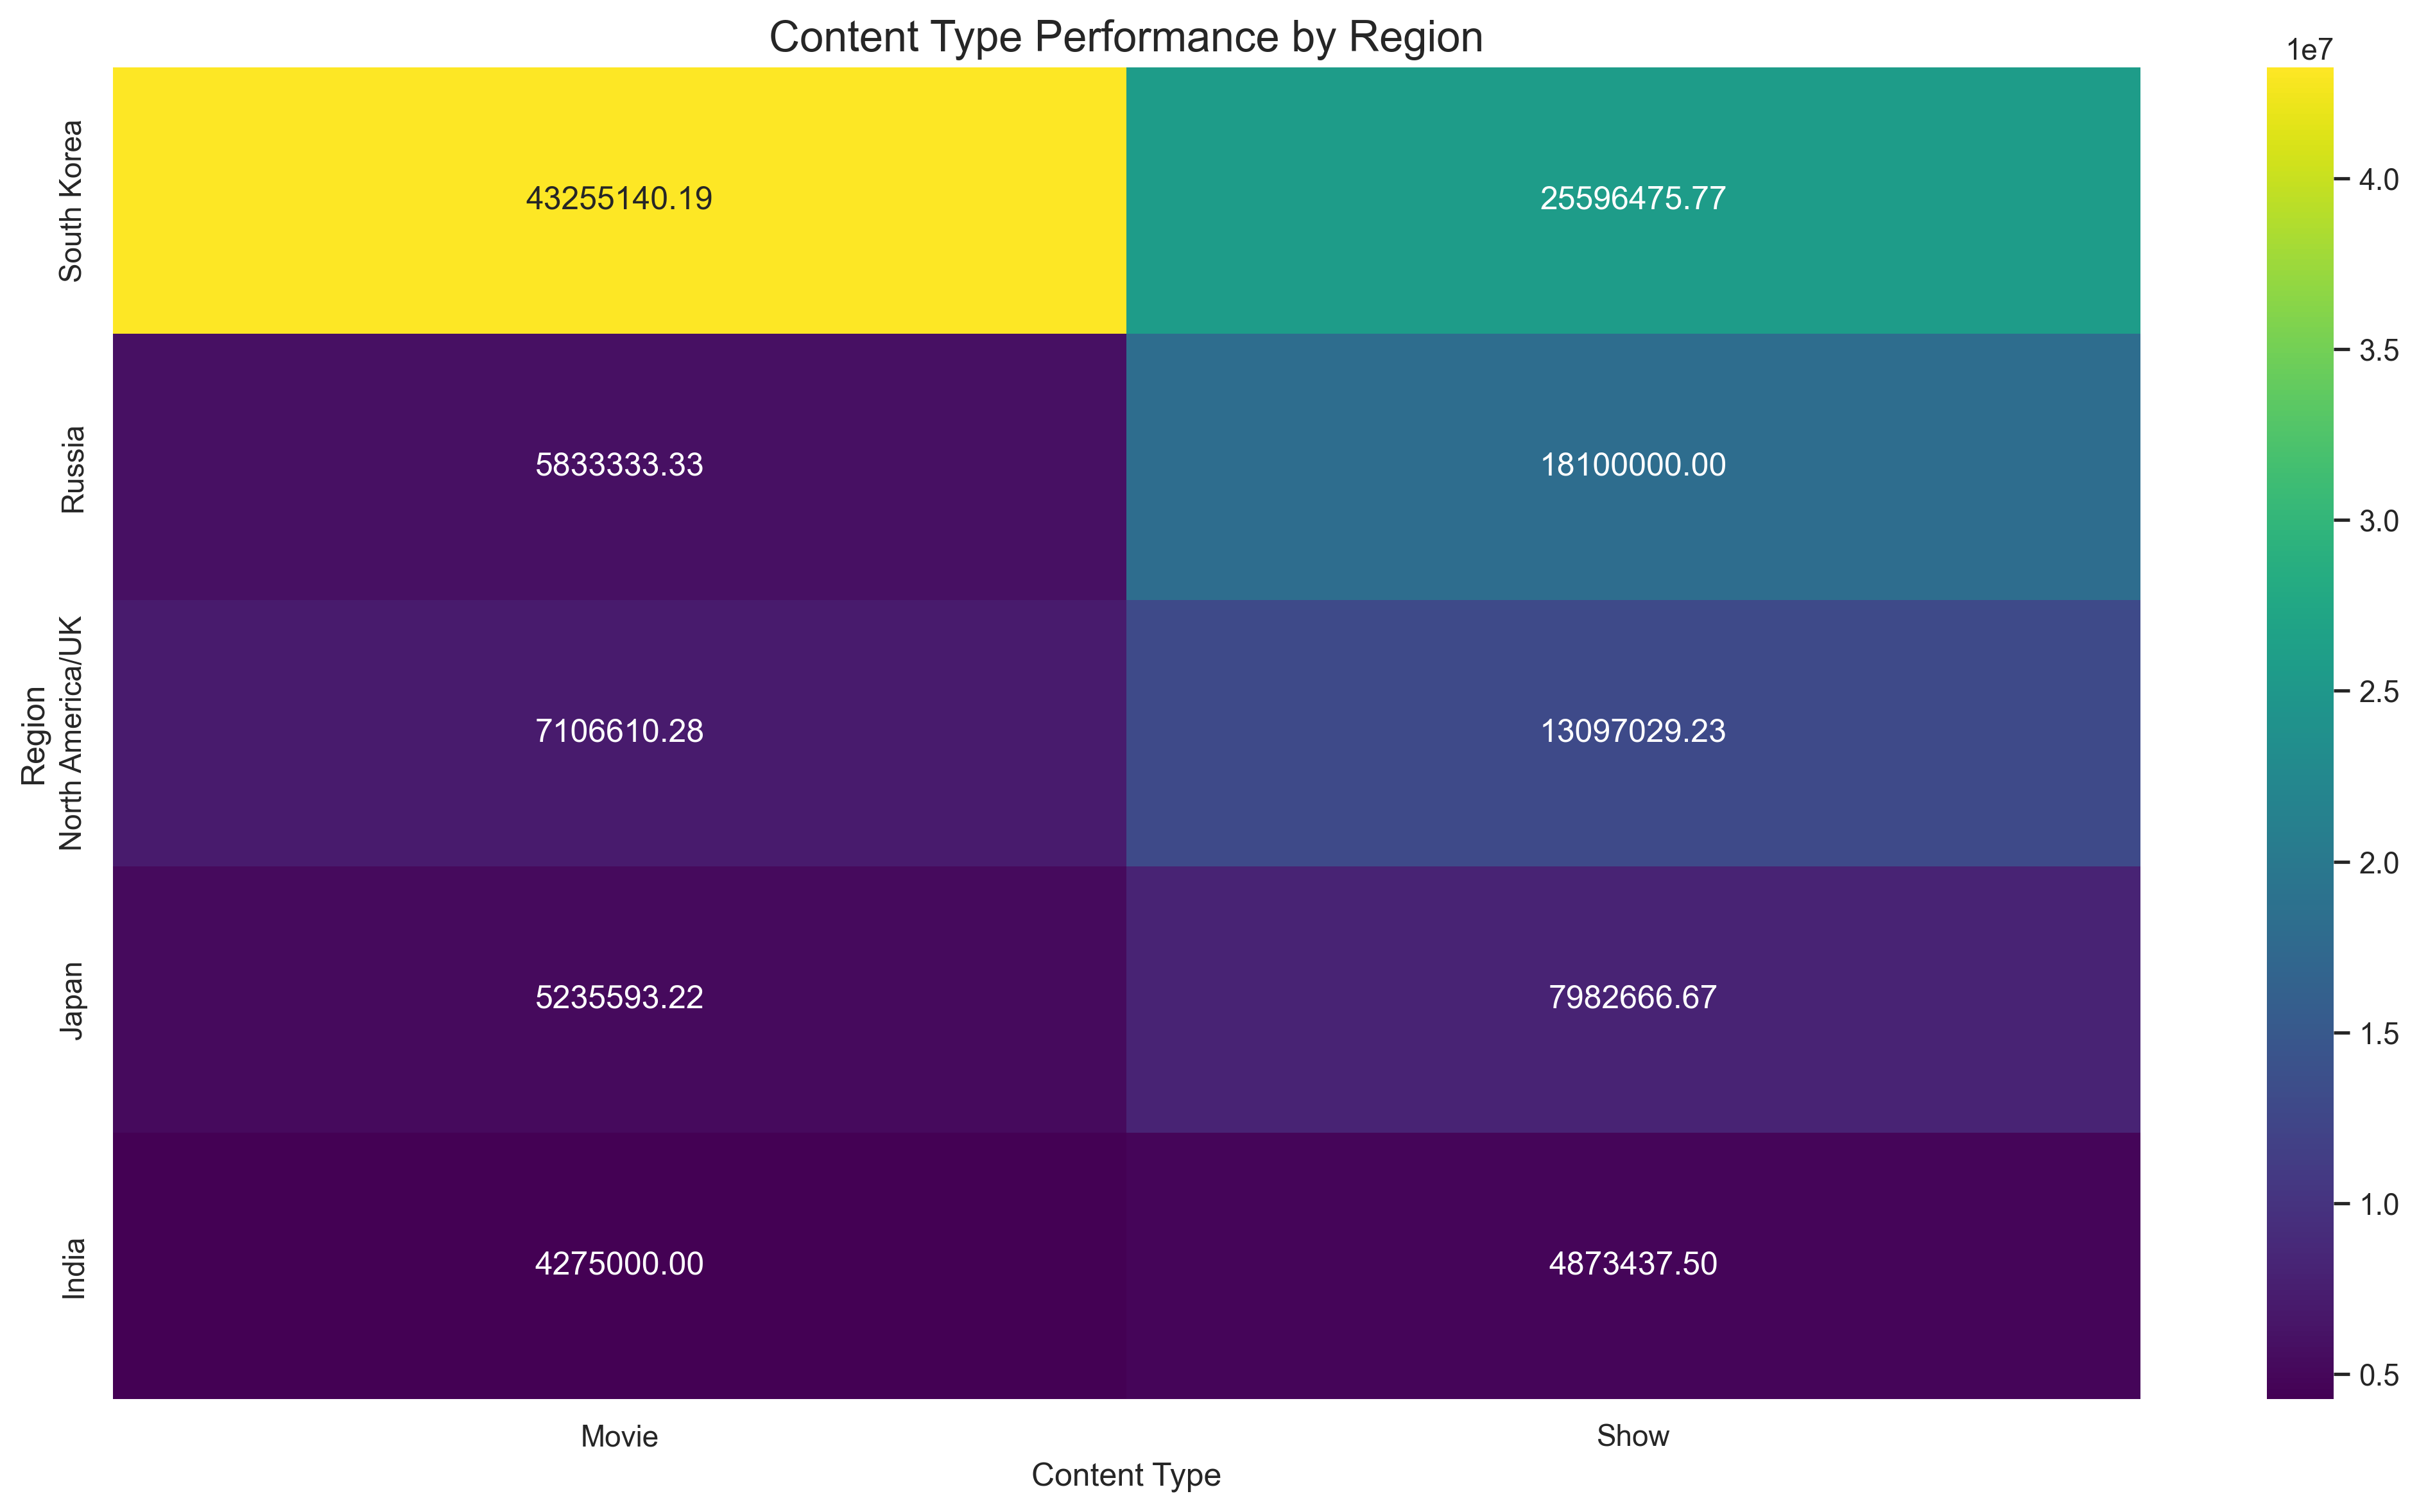 Content Type Performance by Region
1e7
South Korea
43255140.19
25596475.77
Russia
5833333.33
18100000.00
North America/UK
7106610.28
13097029.23
Japan
5235593.22
7982666.67
India
4275000.00
4873437.50
Region
Movie
Show
Content Type
4.0
3.5
3.0
2.5
2.0
1.5
1.0
0.5